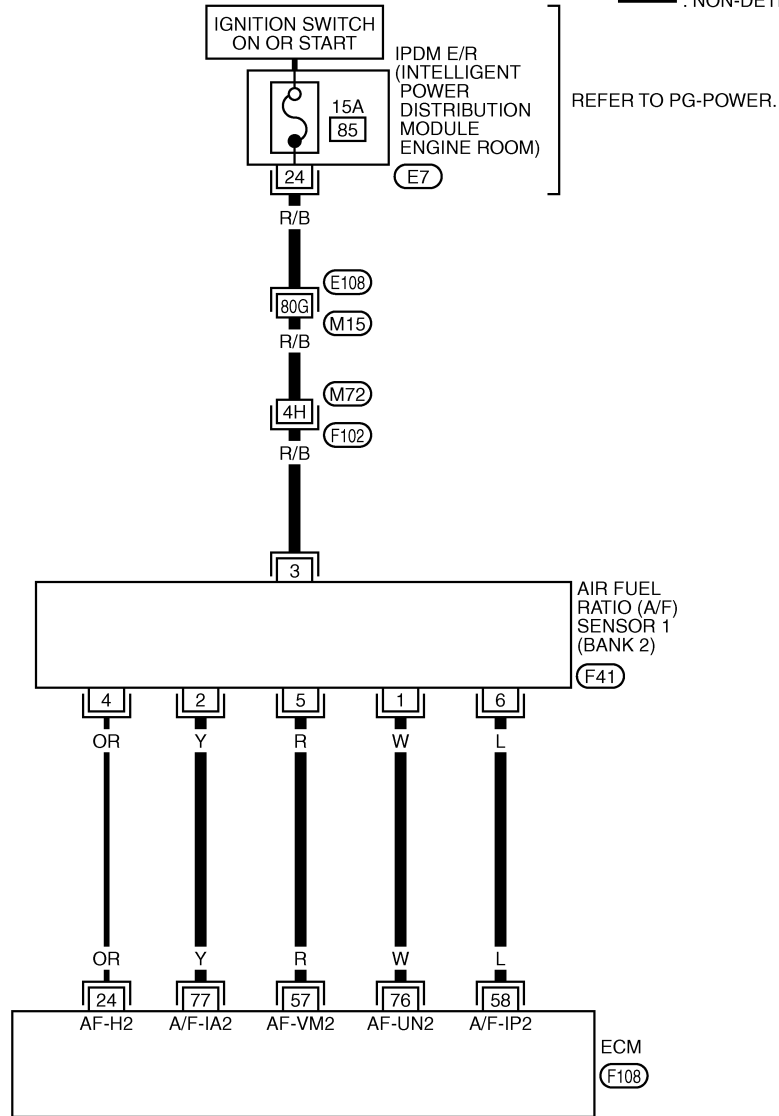 : NON-DET
IGNITION SWITCH
ON OR START
IPDM E/R
(INTELLIGENT
POWER
DISTRIBUTION
MODULE
ENGINE ROOM)
REFER TO PG-POWER.
15A
85
24
E7
R/B
E108
80G
M15
R/B
M72
4H
F102
R/B
3
AIR FUEL
RATIO (A/F)
SENSOR 1
(BANK 2)
F41
4 2 5 1 6
OR Y R W L
OR Y R W L
24 77 57 76 58
AF-H2 A/F-IA2 AF-VM2 AF-UN2 A/F-IP2
ECM
F108